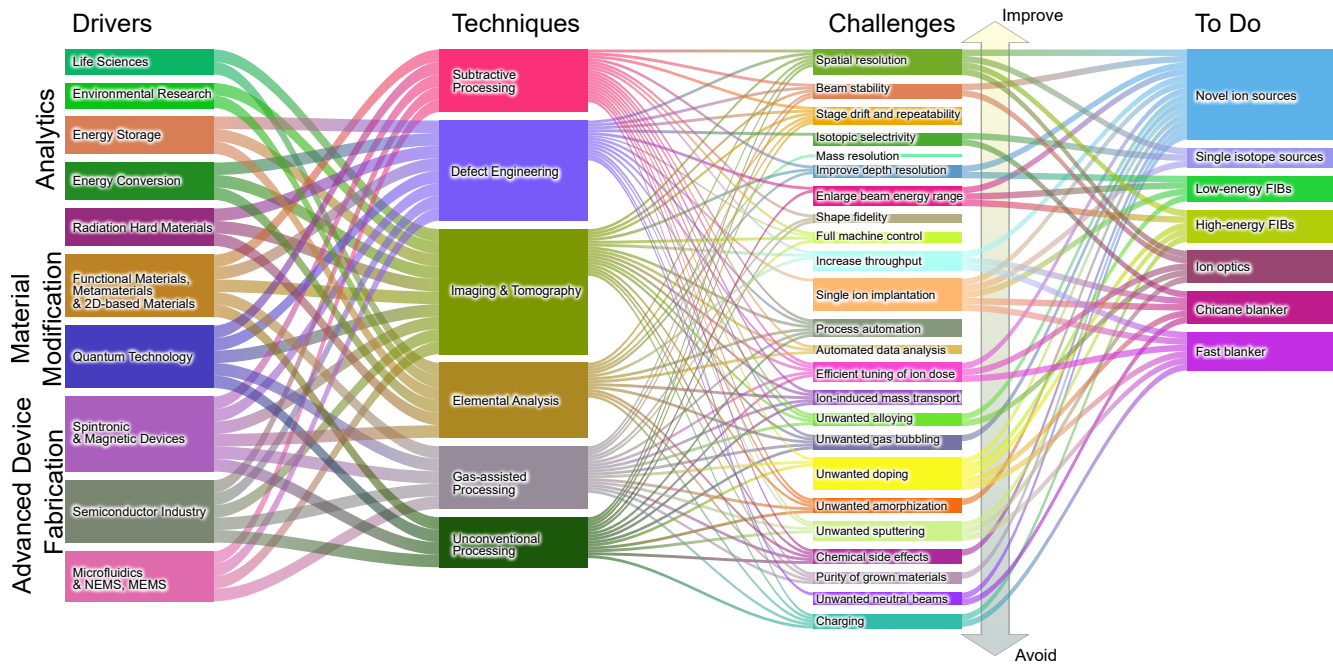 Drivers
Techniques
Challenges
Improve
To Do
Analytics
Material
Modification
Advanced Device
Fabrication
Life Sciences
Environmental Research
Energy Storage
Energy Conversion
Radiation Hard Materials
Functional Materials,
Metamaterials
& 2D-based Materials
Quantum Technology
Spintronic
& Magnetic Devices
Semiconductor Industry
Microfluidics
& NEMS, MEMS
Subtractive
Processing
Defect Engineering
Imaging & Tomography
Elemental Analysis
Gas-assisted
Processing
Unconventional
Processing
Spatial resolution
Beam stability
Stage drift and repeatability
Isotopic selectivity
Mass resolution
Improve depth resolution
Enlarge beam energy range
Shape fidelity
Full machine control
Increase throughput
Single ion implantation
Process automation
Automated data analysis
Efficient tuning of ion dose
Ion-induced mass transport
Unwanted alloying
Unwanted gas bubbling
Unwanted doping
Unwanted amorphization
Unwanted sputtering
Chemical side effects
Purity of grown materials
Unwanted neutral beams
Charging
Novel ion sources
Single isotope sources
Low-energy FIBs
High-energy FIBs
Ion optics
Chicane blanker
Fast blanker
Avoid